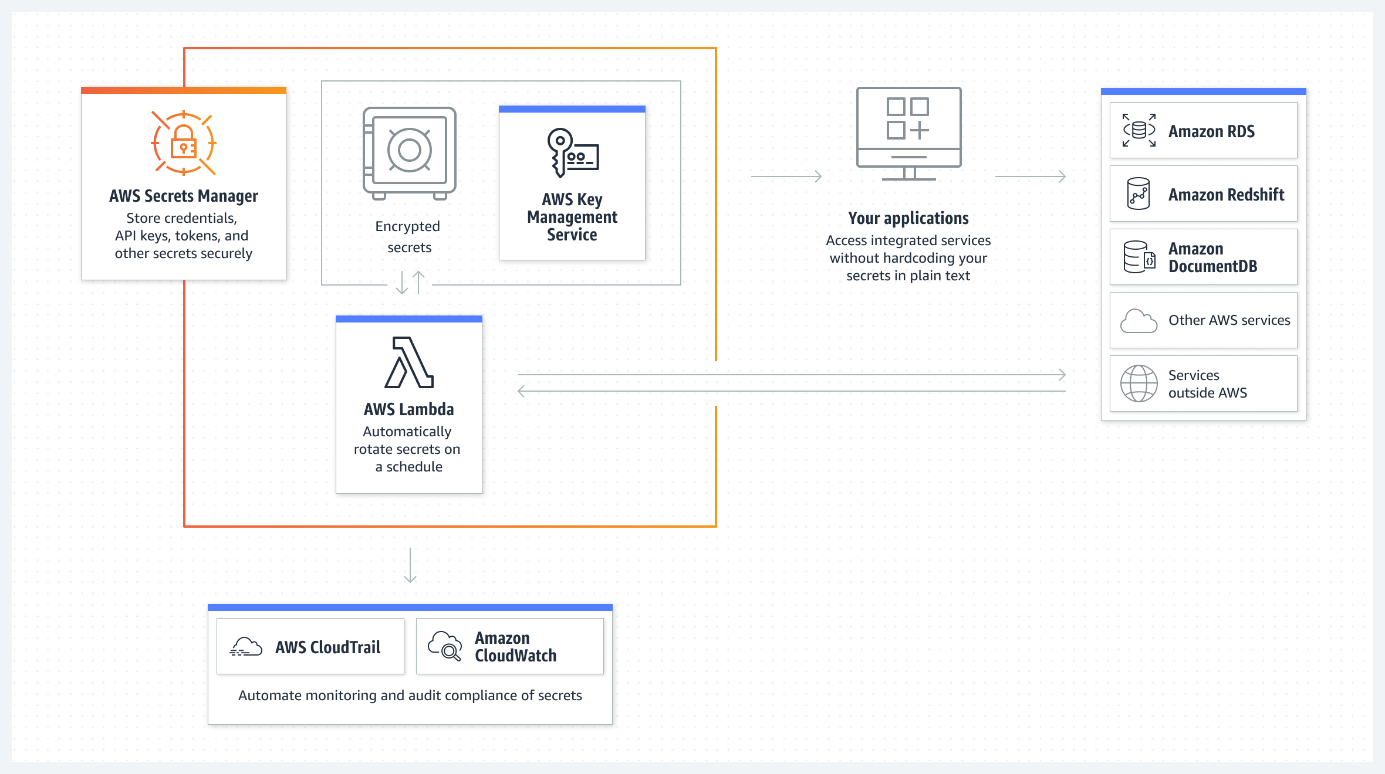 AWS Secrets Manager
Store credentials,
API keys, tokens, and
other secrets securely
Encrypted
secrets
AWS Key
Management
Service
AWS Lambda
Automatically
rotate secrets on
a schedule
Your applications
Access integrated services
without hardcoding your
secrets in plain text
Amazon RDS
Amazon Redshift
Amazon
DocumentDB
Other AWS services
Services
outside AWS
AWS CloudTrail
Amazon
CloudWatch
Automate monitoring and audit compliance of secrets